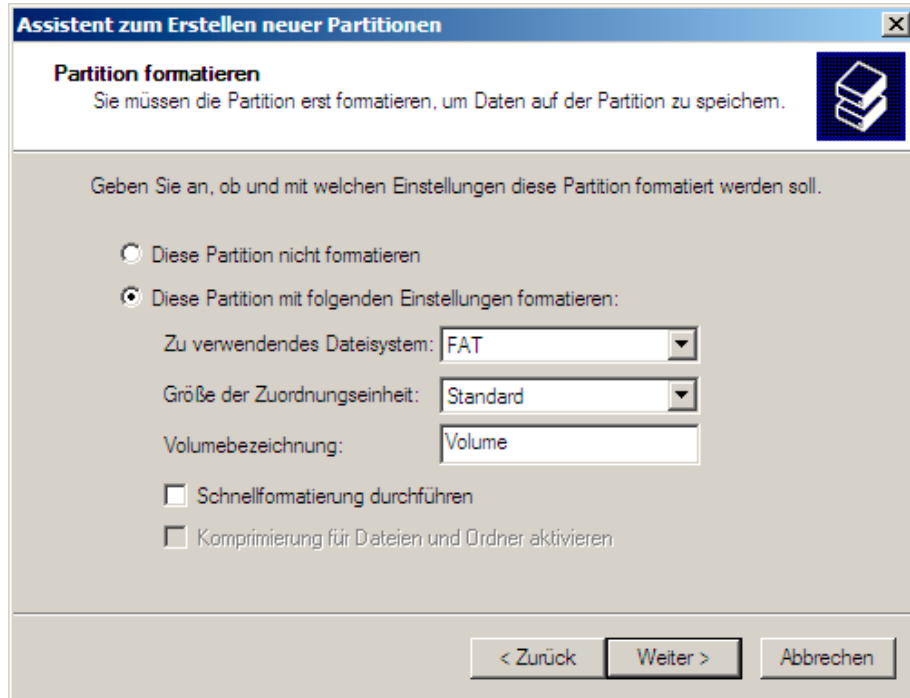 Assistent zum Erstellen neuer Partitionen
Partition formatieren
Sie müssen die Partition erst formatieren, um Daten auf der Partition zu speichern.
Geben Sie an, ob und mit welchen Einstellungen diese Partition formatiert werden soll.
Diese Partition nicht formatieren
Diese Partition mit folgenden Einstellungen formatieren:
Zu verwendendes Dateisystem: FAT
Größe der Zuordnungseinheit: Standard
Volumebezeichnung: Volume
Schnellformatierung durchführen
Komprimierung für Dateien und Ordner aktivieren
< Zurück Weiter > Abbrechen